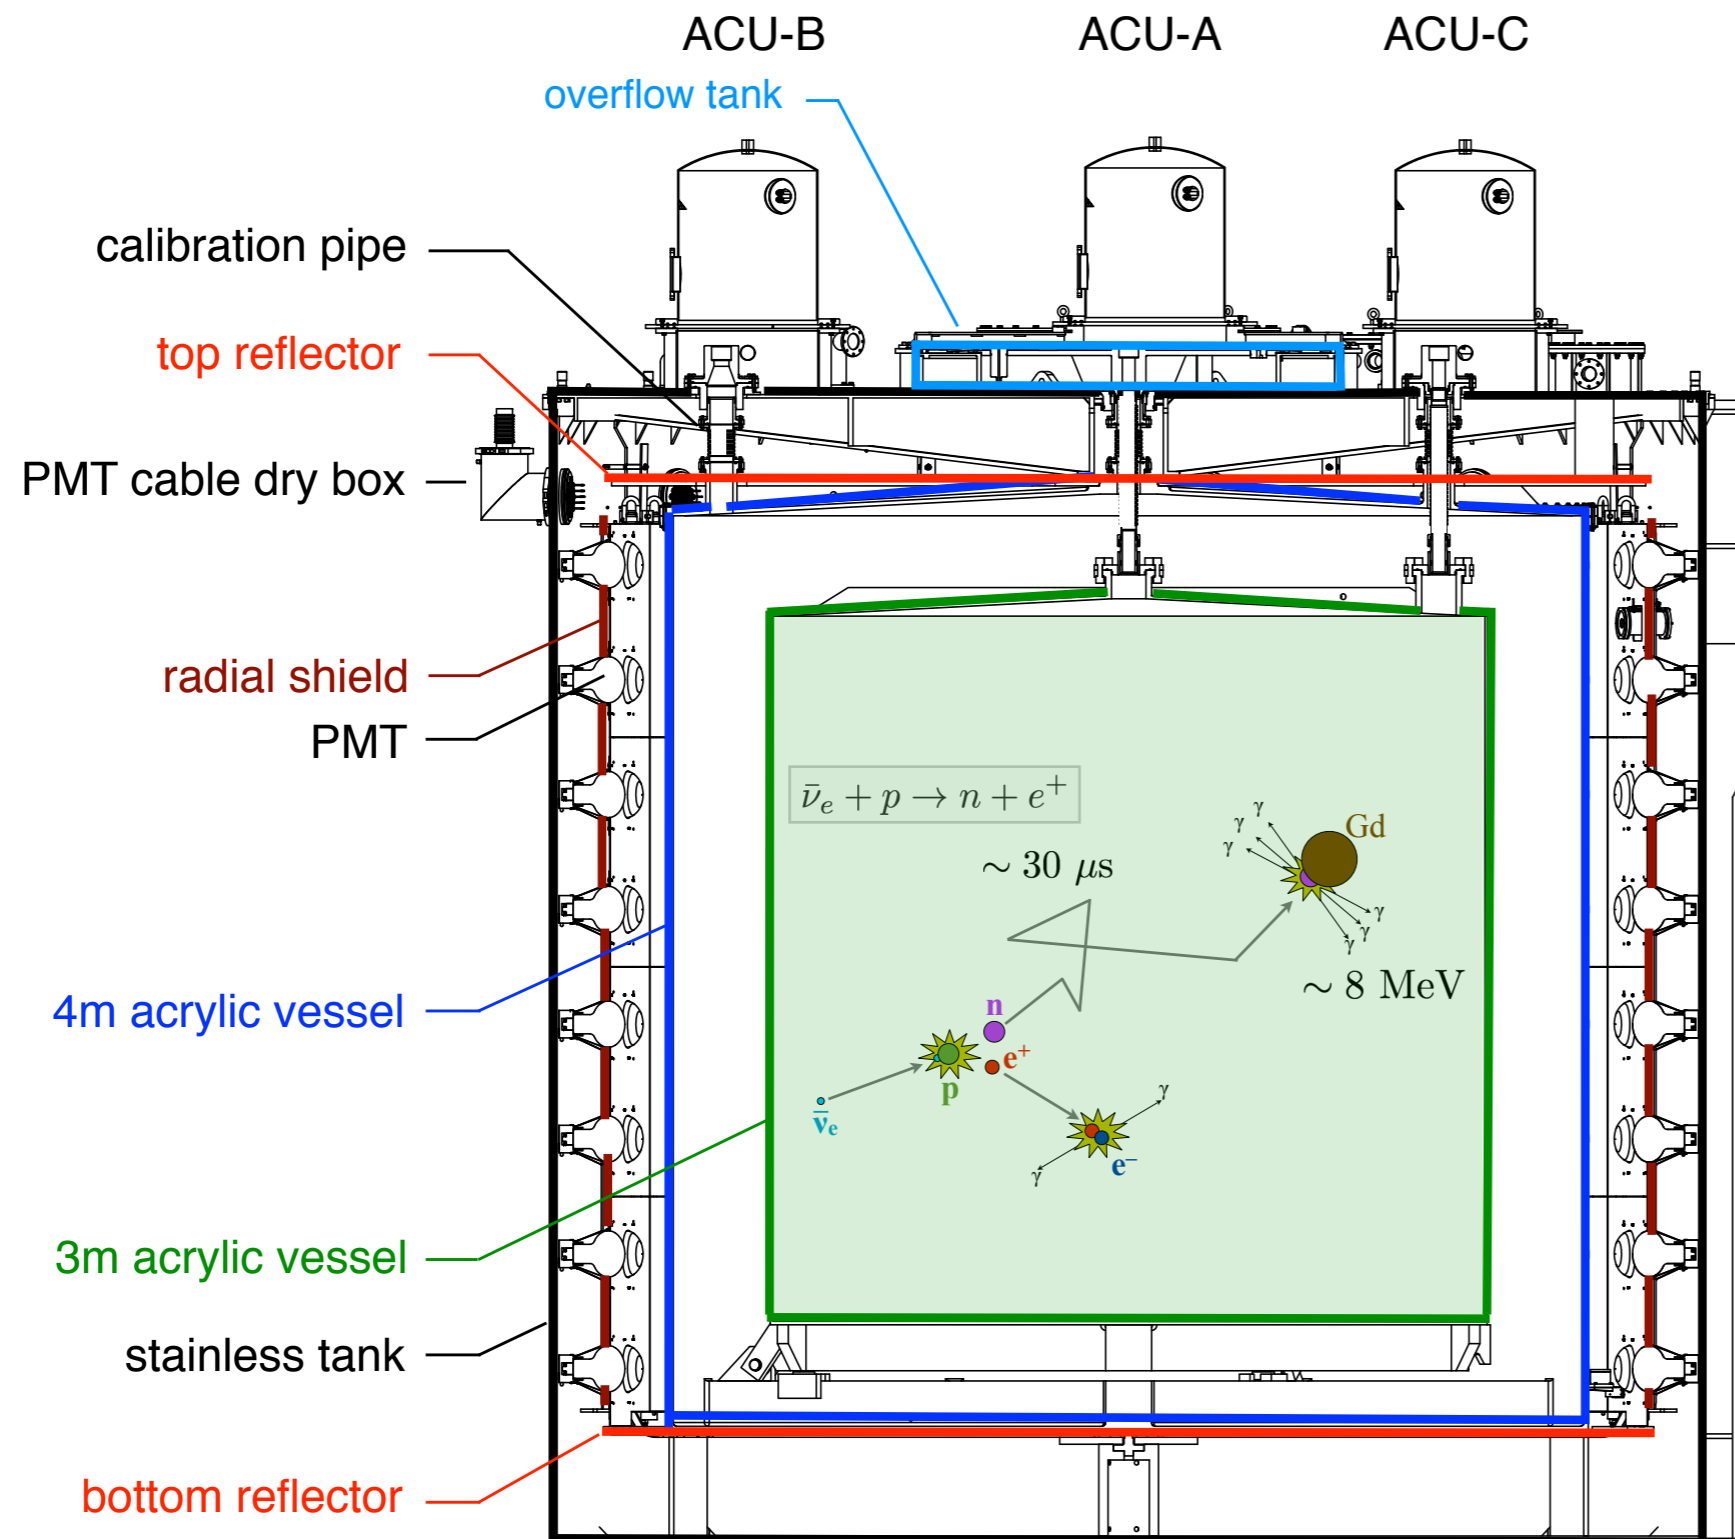 ACU-B
ACU-A
ACU-C
overflow tank
calibration pipe
top reflector
PMT cable dry box
radial shield
PMT
4m acrylic vessel
3m acrylic vessel
stainless tank
bottom reflector
ν̄ₑ + p → n + e⁺
~ 30 μs
γ
γ
γ
Gd
γ
γ
γ
~ 8 MeV
n
e⁺
p
ν̄ₑ
γ
e⁻
γ